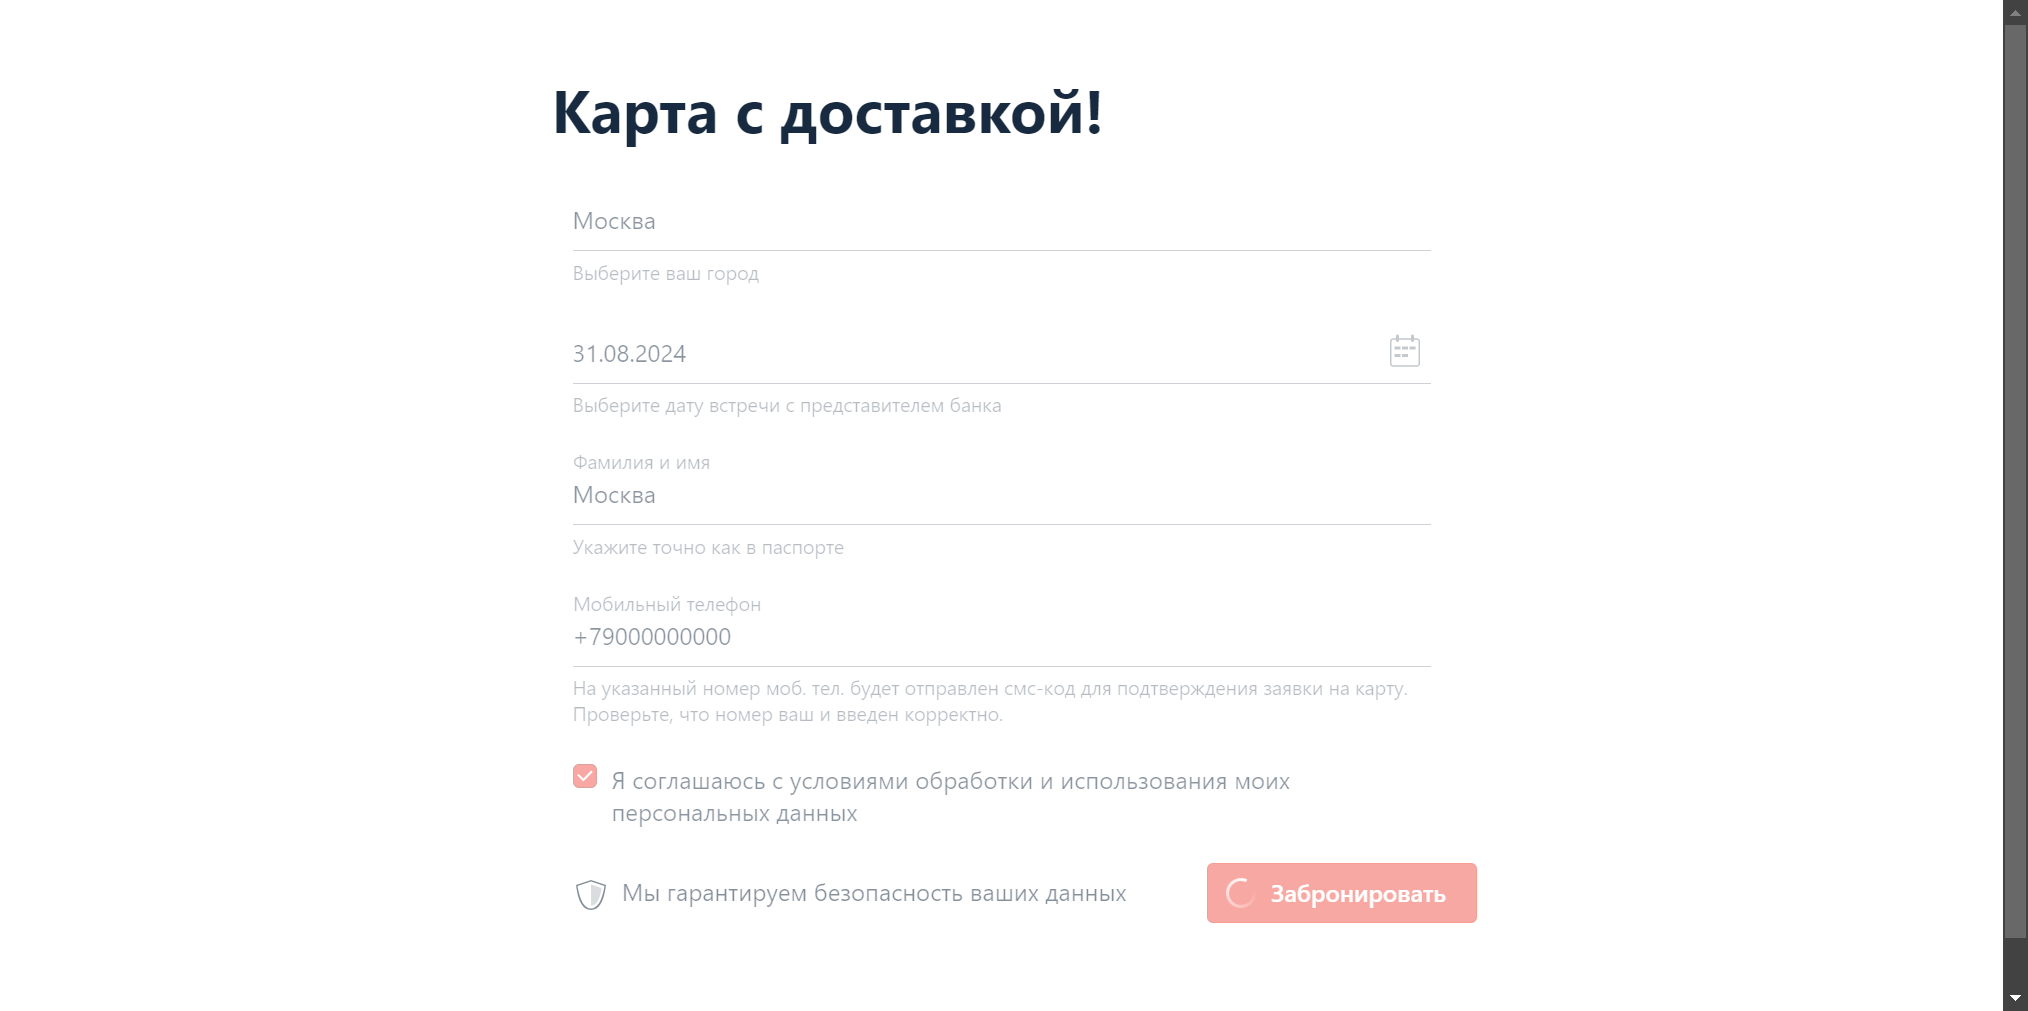 Карта с доставкой!
Москва
Выберите ваш город
31.08.2024
Выберите дату встречи с представителем банка
Фамилия и имя
Москва
Укажите точно как в паспорте
Мобильный телефон
+79000000000
На указанный номер моб. тел. будет отправлен смс-код для подтверждения заявки на карту.
Проверьте, что номер ваш и введен корректно.
Я соглашаюсь с условиями обработки и использования моих
персональных данных
Мы гарантируем безопасность ваших данных
Забронировать